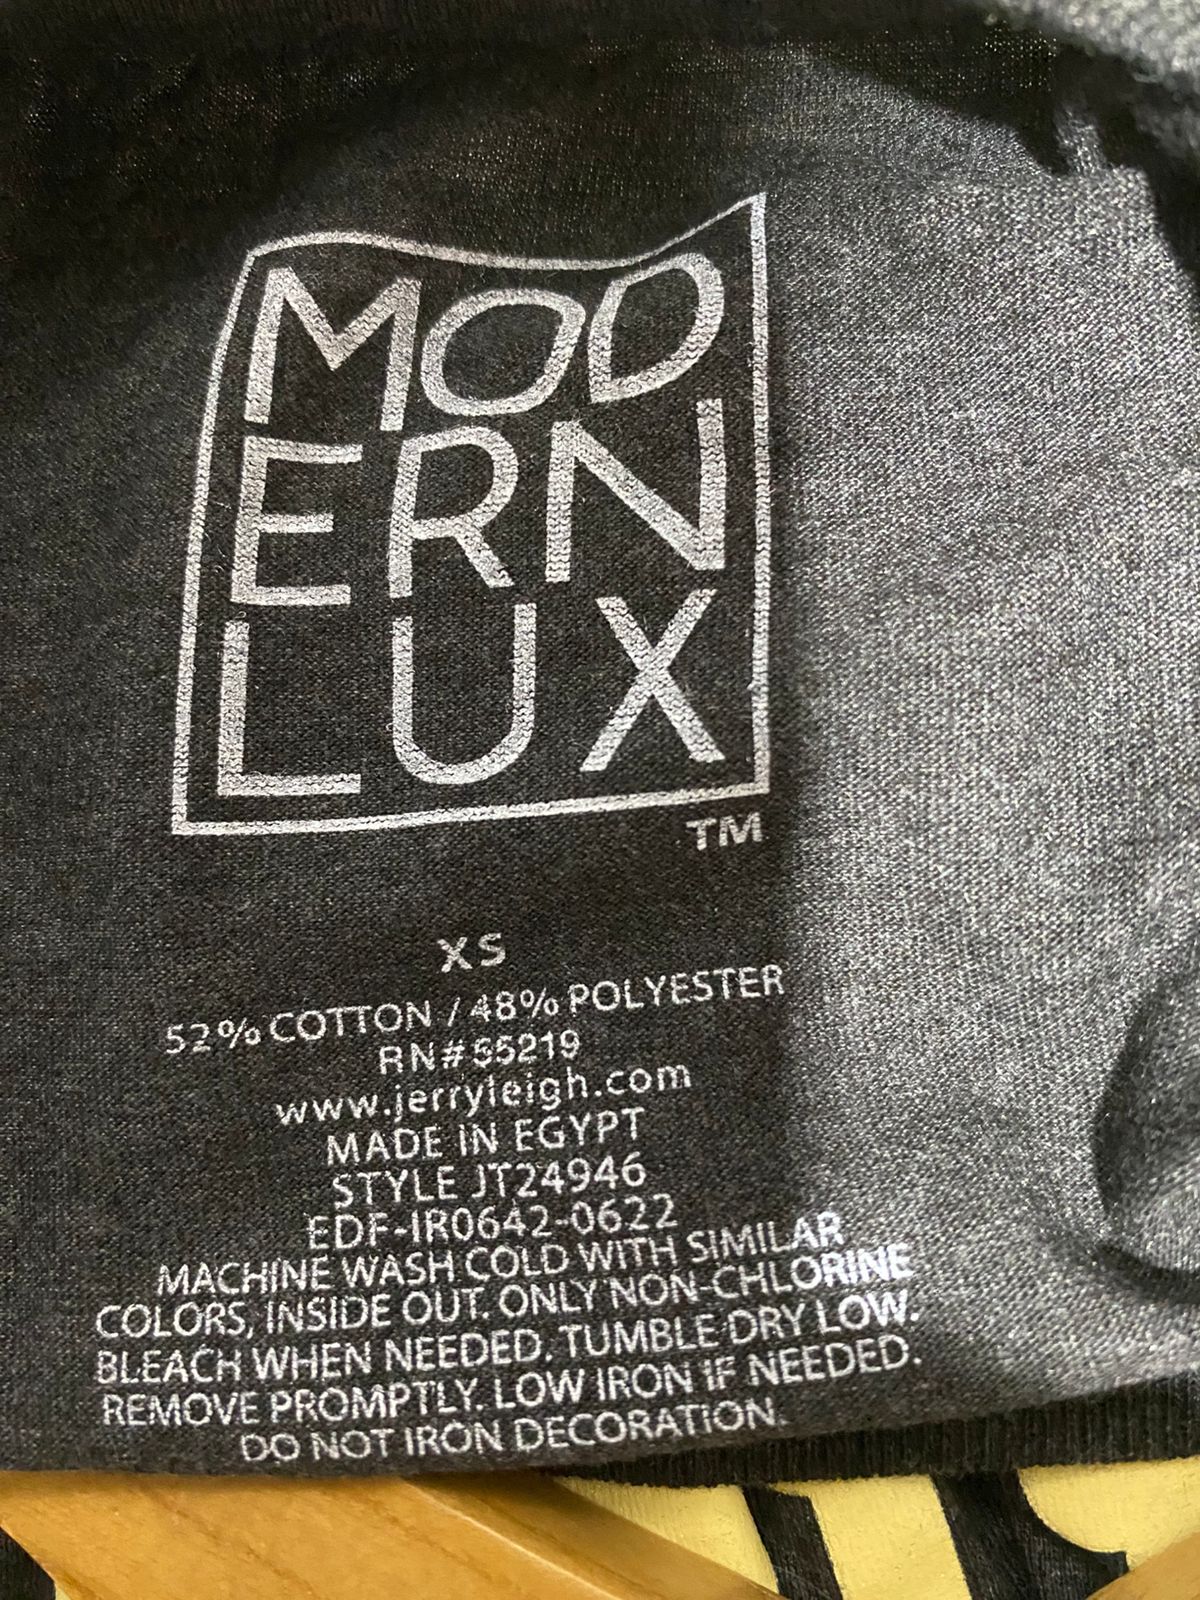 MOD
ERN
LUX
TM
XS
52% COTTON / 48% POLYESTER
RN#55219
www.jerryleigh.com
MADE IN EGYPT
STYLE JT24946
EDF-IR0642-0622
MACHINE WASH COLD WITH SIMILAR
COLORS, INSIDE OUT. ONLY NON-CHLORINE
BLEACH WHEN NEEDED. TUMBLE DRY LOW.
REMOVE PROMPTLY. LOW IRON IF NEEDED.
DO NOT IRON DECORATION.